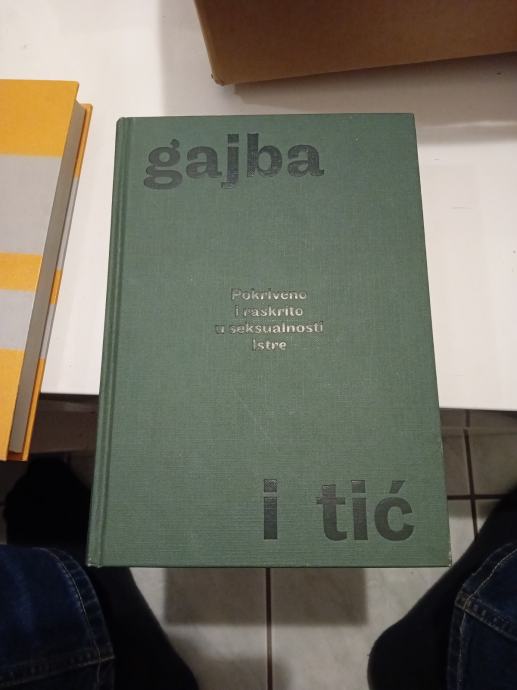 gajba
Pokriveno
i raskrito
u seksualnosti
Istre
i tić